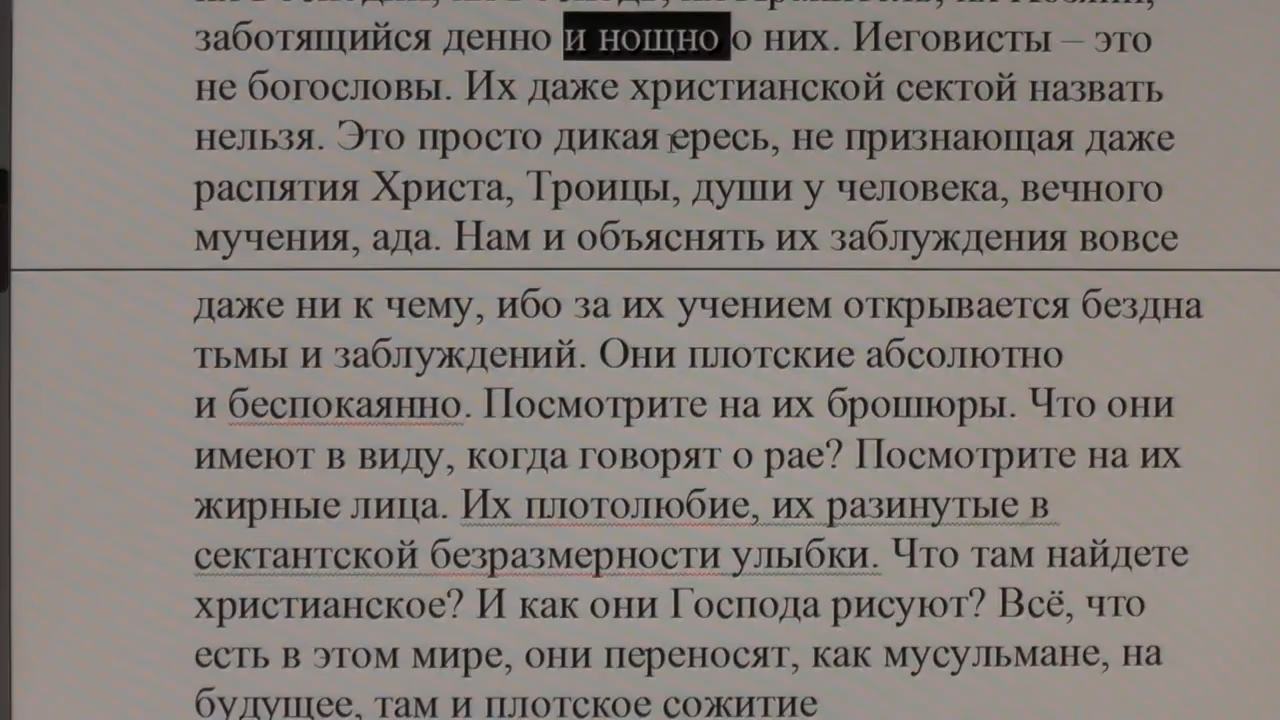 заботящийся денно и нощно о них. Иеговисты – это
не богословы. Их даже христианской сектой назвать
нельзя. Это просто дикая ересь, не признающая даже
распятия Христа, Троицы, души у человека, вечного
мучения, ада. Нам и объяснять их заблуждения вовсе
даже ни к чему, ибо за их учением открывается бездна
тьмы и заблуждений. Они плотские абсолютно
и беспокаянно. Посмотрите на их брошюры. Что они
имеют в виду, когда говорят о рае? Посмотрите на их
жирные лица. Их плотолюбие, их разинутые в
сектантской безразмерности улыбки. Что там найдете
христианское? И как они Господа рисуют? Всё, что
есть в этом мире, они переносят, как мусульмане, на
будущее, там и плотское сожитие